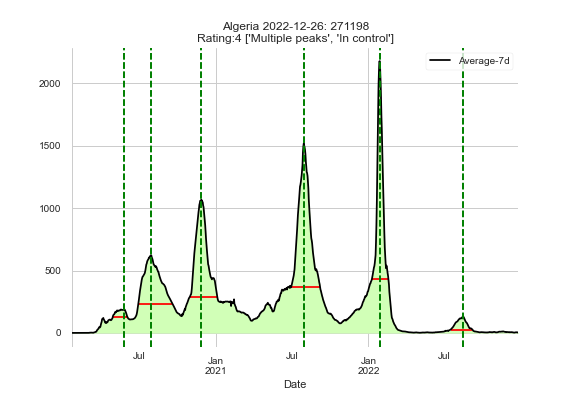 Algeria 2022-12-26: 271198
Rating:4 ['Multiple peaks', 'In control']
Average-7d
2000
1500
1000
500
0
Jul
Jan
2021
Jul
Jan
2022
Jul
Date